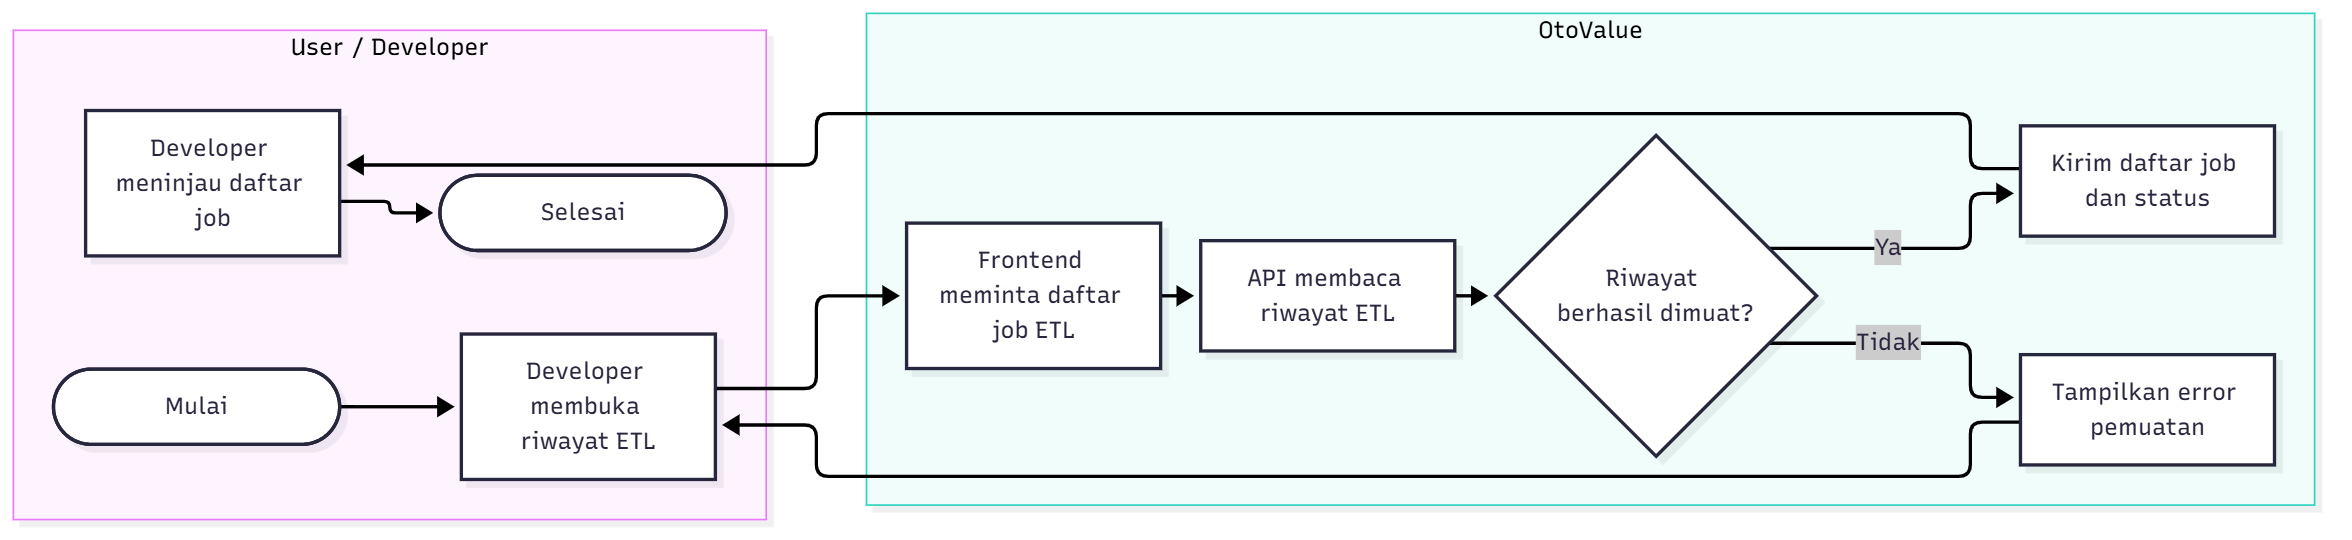 User / Developer
OtoValue
Developer
meninjau daftar
job
Selesai
Mulai
Developer
membuka
riwayat ETL
Frontend
meminta daftar
job ETL
API membaca
riwayat ETL
Riwayat
berhasil dimuat?
Ya
Tidak
Kirim daftar job
dan status
Tampilkan error
pemuatan